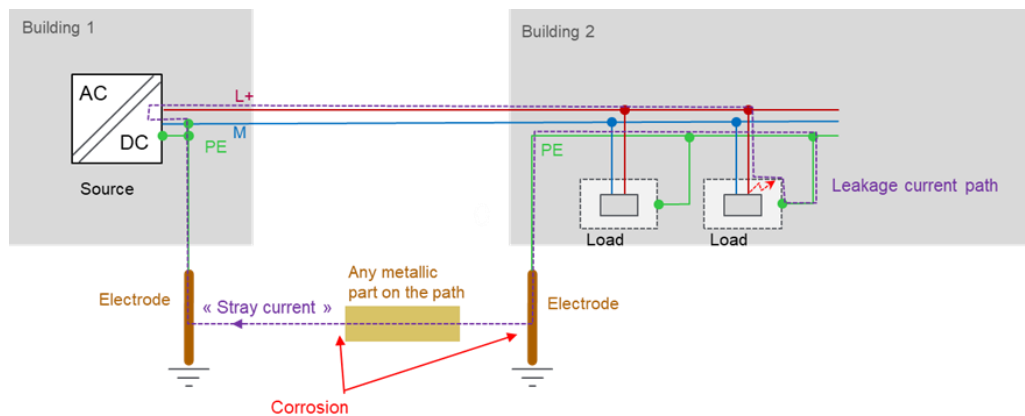 Building 1
Building 2
AC
DC
L+
M
PE
PE
Source
Load
Load
Leakage current path
Any metallic
part on the path
Electrode
« Stray current »
Electrode
Corrosion